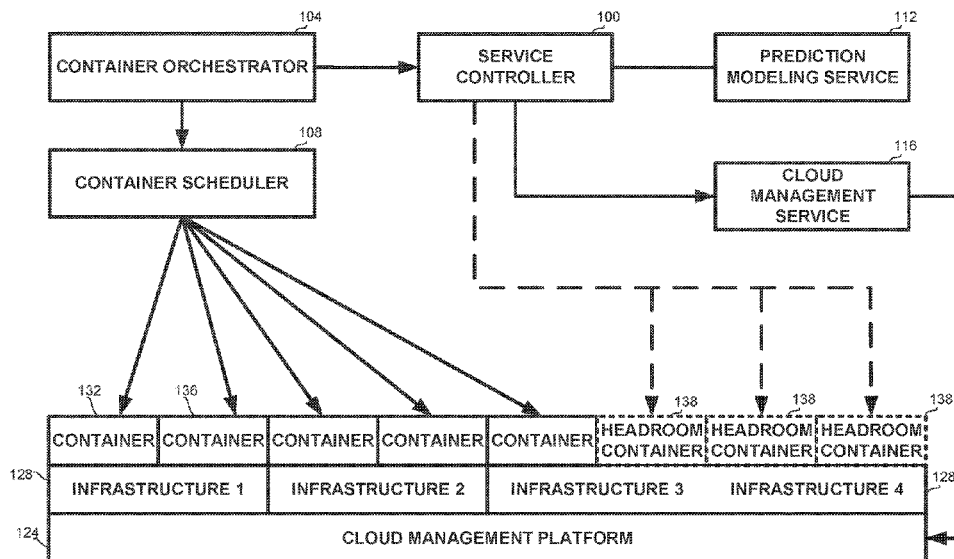 104
100
112
CONTAINER ORCHESTRATOR
SERVICE
CONTROLLER
PREDICTION
MODELING SERVICE
108
116
CONTAINER SCHEDULER
CLOUD
MANAGEMENT
SERVICE
132
136
138
138
138
CONTAINER
CONTAINER
CONTAINER
CONTAINER
CONTAINER
HEADROOM
CONTAINER
HEADROOM
CONTAINER
HEADROOM
CONTAINER
128
INFRASTRUCTURE 1
INFRASTRUCTURE 2
INFRASTRUCTURE 3
INFRASTRUCTURE 4
128
124
CLOUD MANAGEMENT PLATFORM